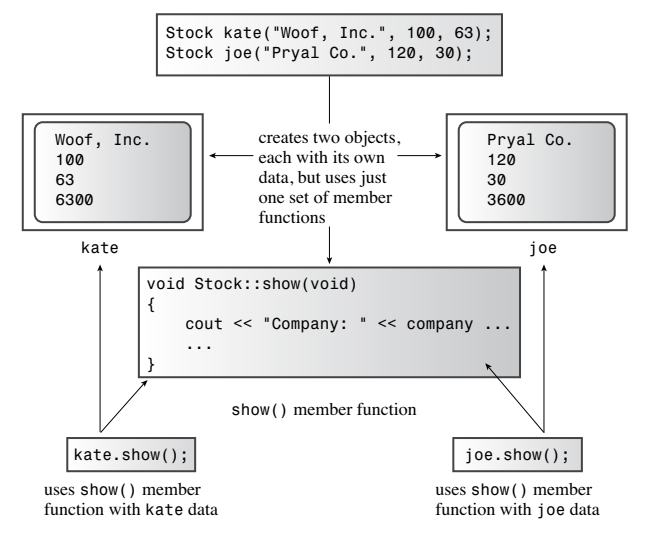 Stock kate("Woof, Inc.", 100, 63);
Stock joe("Pryal Co.", 120, 30);
Woof, Inc.
100
63
6300
kate
creates two objects,
each with its own
data, but uses just
one set of member
functions
Pryal Co.
120
30
3600
joe
void Stock::show(void)
{
    cout << "Company: " << company ...
    ...
}
show() member function
kate.show();
uses show() member
function with kate data
joe.show();
uses show() member
function with joe data